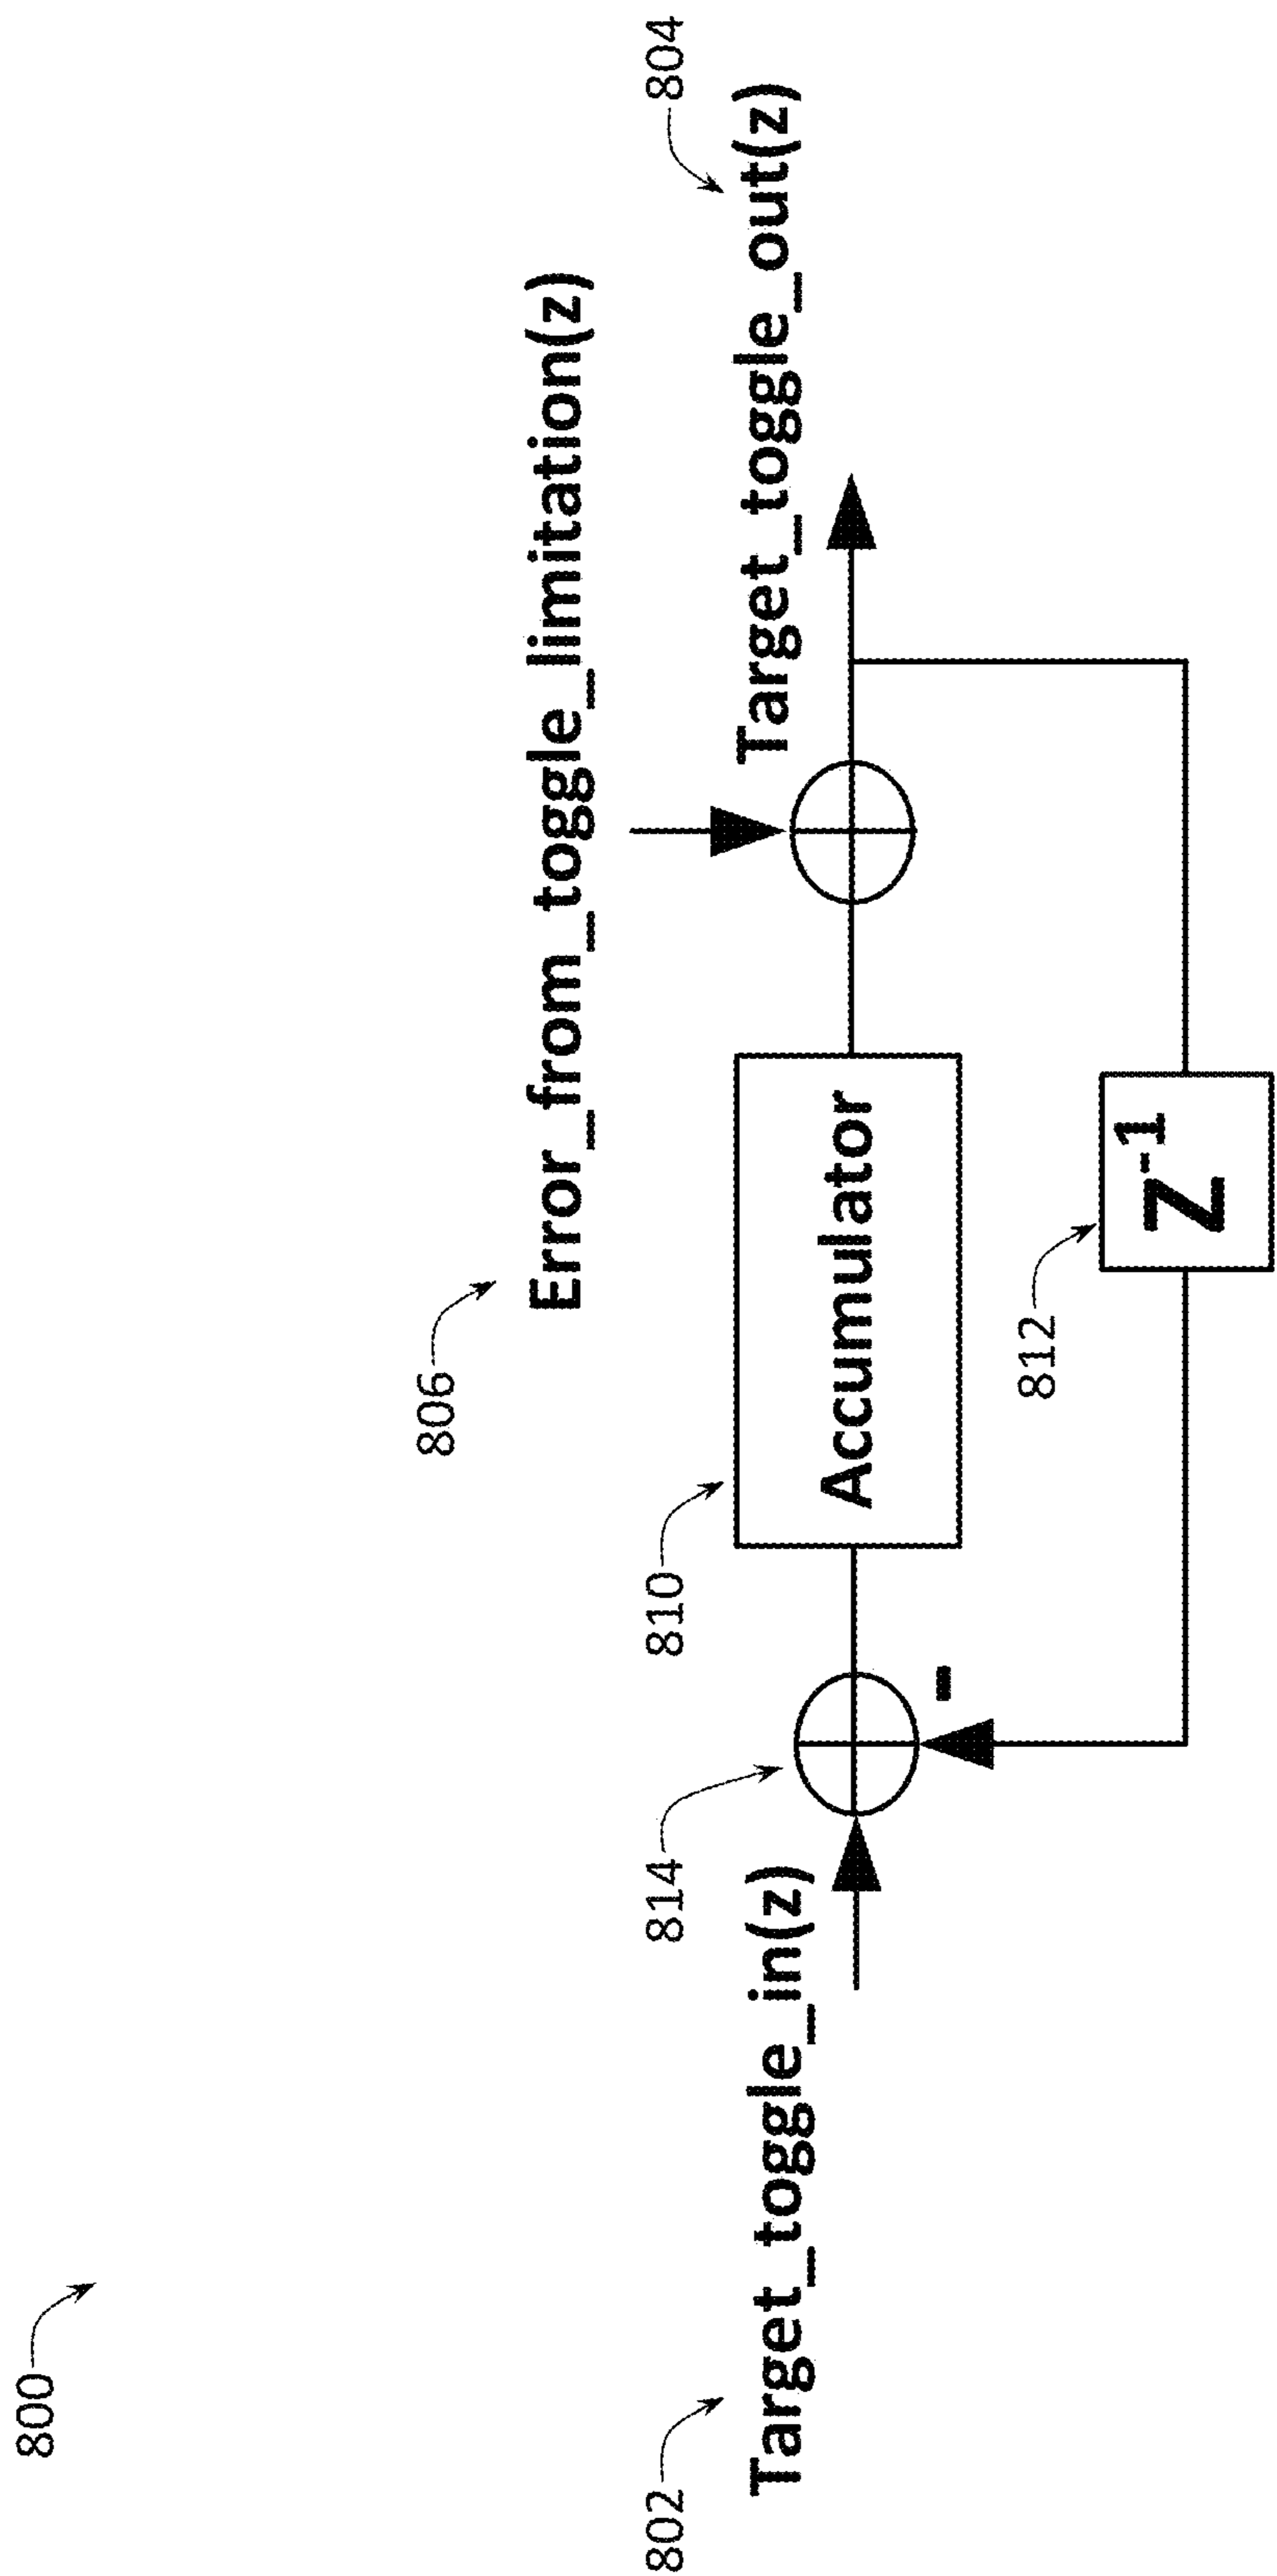 800
806
Error_from_toggle_limitation(z)
802
Target_toggle_in(z)
814
810
Accumulator
804
Target_toggle_out(z)
-
812
Z⁻¹